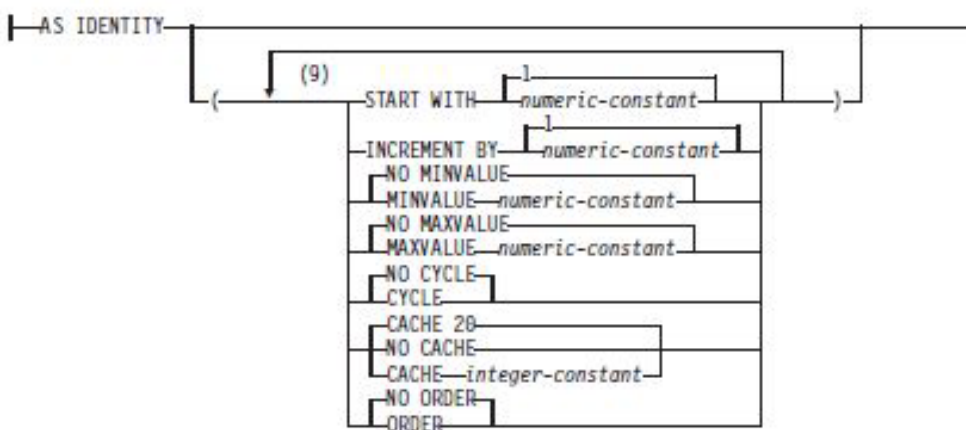 AS IDENTITY
(9) 1
( START WITH numeric-constant )
1
INCREMENT BY numeric-constant
NO MINVALUE
MINVALUE numeric-constant
NO MAXVALUE
MAXVALUE numeric-constant
NO CYCLE
CYCLE
CACHE 20
NO CACHE
CACHE integer-constant
NO ORDER
ORDER